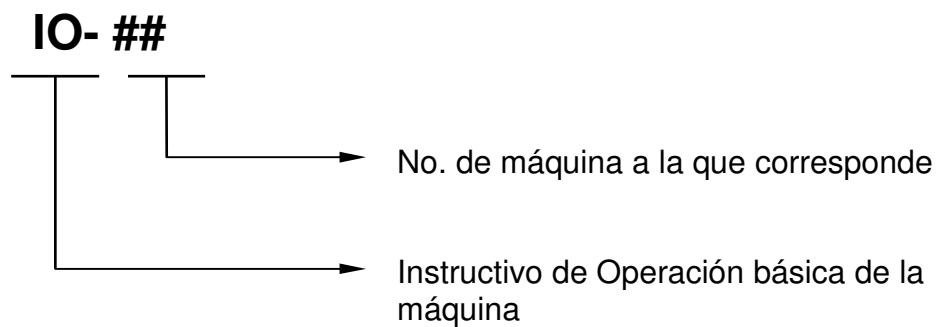 IO- ##
No. de máquina a la que corresponde
Instructivo de Operación básica de la
máquina